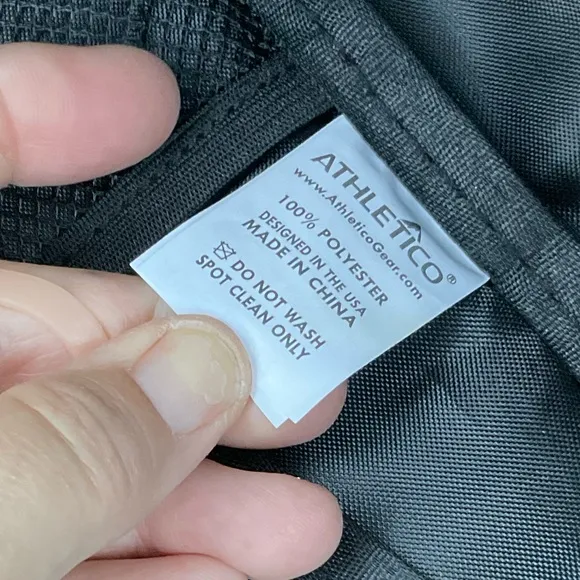 ATHLETICO®
www.AthleticoGear.com
100% POLYESTER
DESIGNED IN THE USA
MADE IN CHINA
DO NOT WASH
SPOT CLEAN ONLY